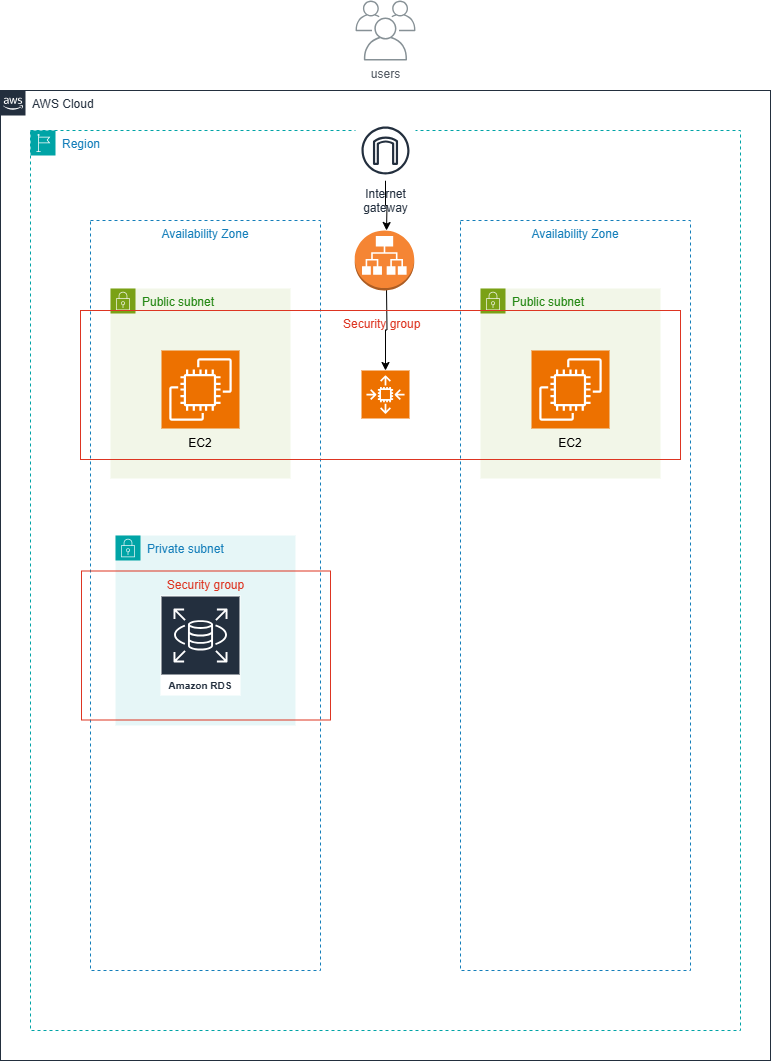 users
aws
AWS Cloud
Region
Internet
gateway
Availability Zone
Availability Zone
Public subnet
Public subnet
Security group
EC2
EC2
Private subnet
Security group
Amazon RDS